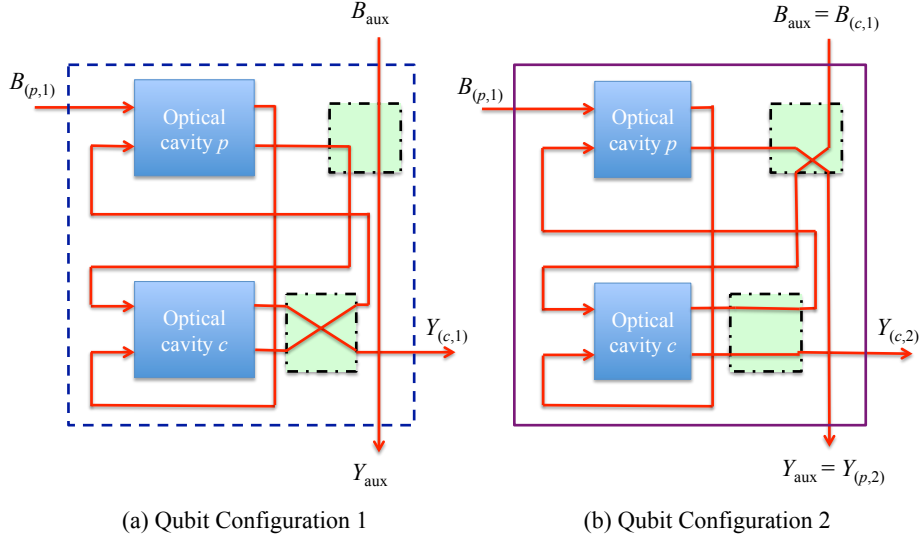 B_aux
B_(p,1)
Optical
cavity p
Optical
cavity c
Y_(c,1)
Y_aux
(a) Qubit Configuration 1
B_aux = B_(c,1)
B_(p,1)
Optical
cavity p
Optical
cavity c
Y_(c,2)
Y_aux = Y_(p,2)
(b) Qubit Configuration 2